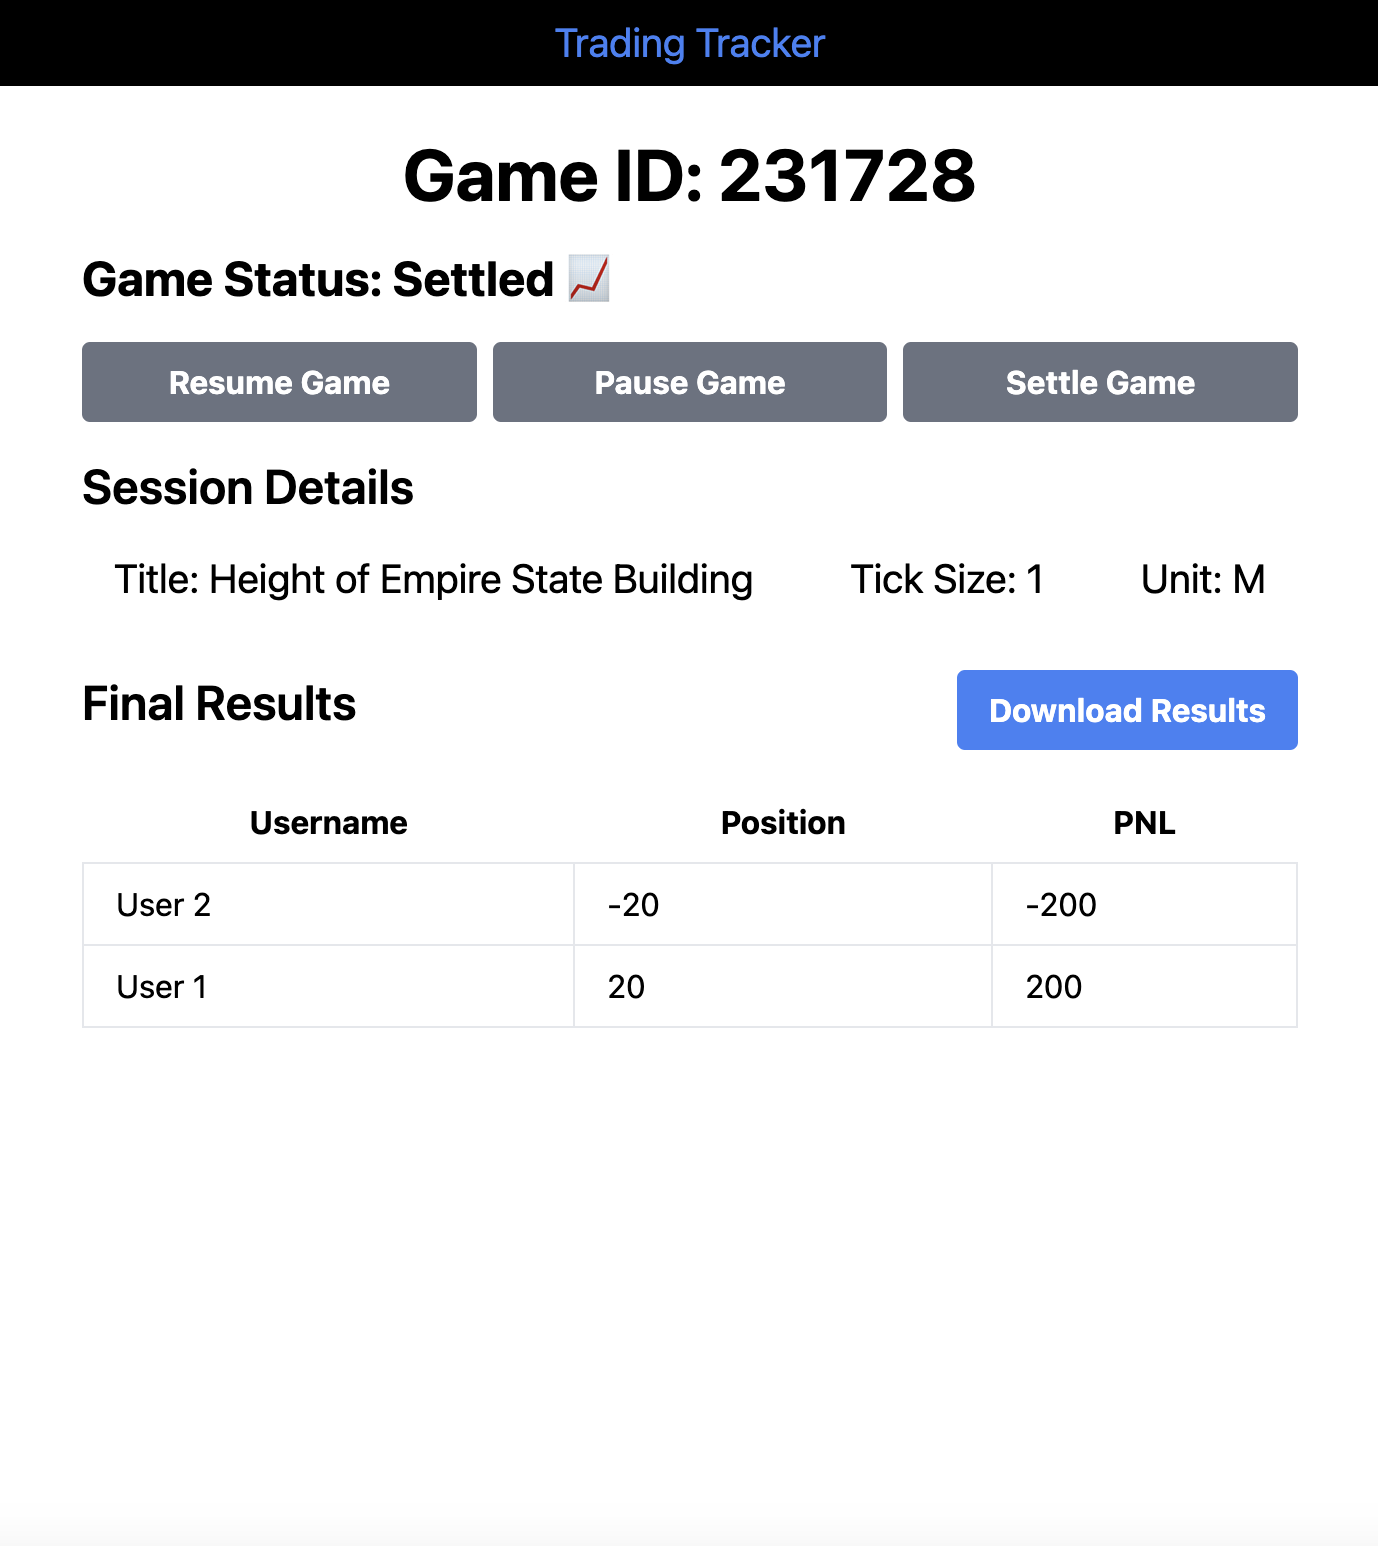 Trading Tracker
Game ID: 231728
Game Status: Settled 📈
Resume Game Pause Game Settle Game
Session Details
Title: Height of Empire State Building Tick Size: 1 Unit: M
Final Results Download Results
Username Position PNL
User 2 -20 -200
User 1 20 200